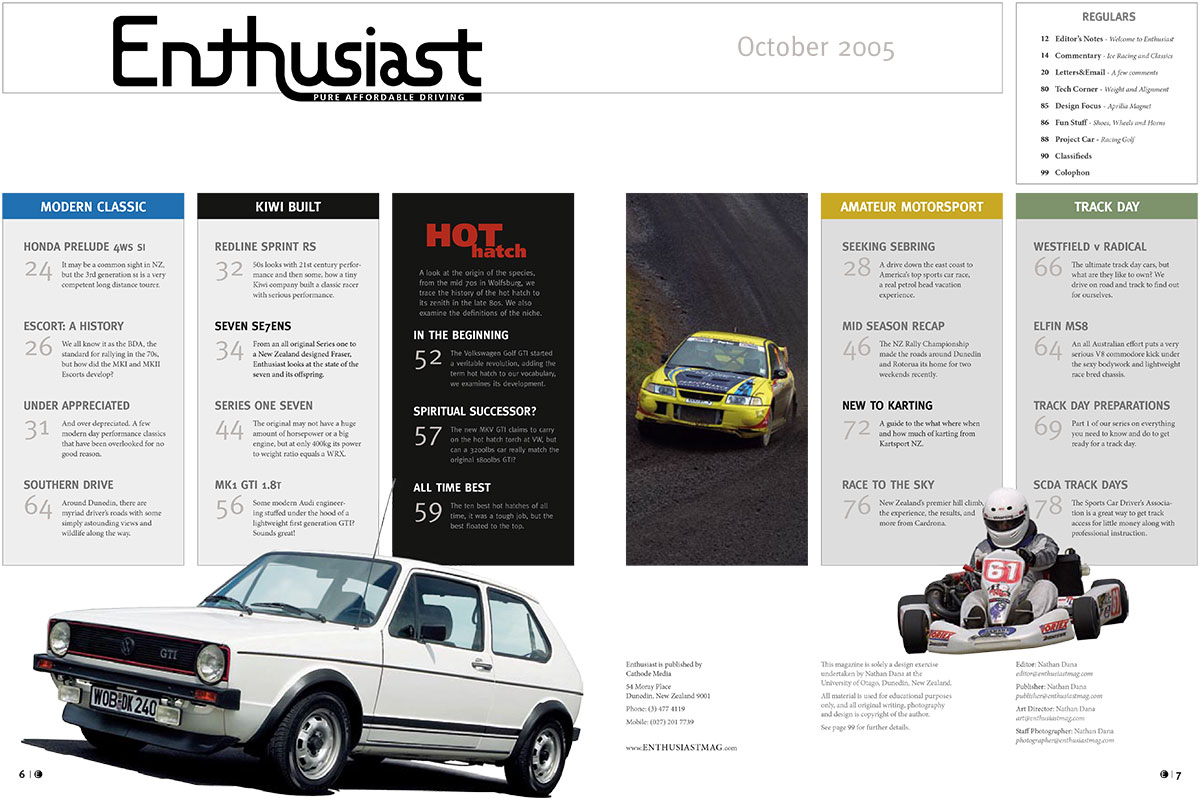 Enthusiast
PURE AFFORDABLE DRIVING
October 2005
REGULARS
12 Editor's Notes - Welcome to Enthusiast
14 Commentary - Ice Racing and Classics
20 Letters&Email - A few comments
80 Tech Corner - Weight and Alignment
85 Design Focus - Aprilia Magnet
86 Fun Stuff - Shoes, Wheels and Horns
88 Project Car - Racing Golf
90 Classifieds
99 Colophon
MODERN CLASSIC
HONDA PRELUDE 4WS SI
24
It may be a common sight in NZ,
but the 3rd generation si is a very
competent long distance tourer.
ESCORT: A HISTORY
26
We all know it as the BDA, the
standard for rallying in the 70s,
but how did the MKI and MKII
Escorts develop?
UNDER APPRECIATED
31
And over depreciated. A few
modern day performance classics
that have been overlooked for no
good reason.
SOUTHERN DRIVE
64
Around Dunedin, there are
myriad driver's roads with some
simply astounding views and
wildlife along the way.
KIWI BUILT
REDLINE SPRINT RS
32
50s looks with 21st century perfor-
mance and then some, how a tiny
Kiwi company built a classic racer
with serious performance.
SEVEN SE7ENS
34
From an all original Series one to
a New Zealand designed Fraser,
Enthusiast looks at the state of the
seven and its offspring.
SERIES ONE SEVEN
44
The original may not have a huge
amount of horsepower or a big
engine, but at only 400kg its power
to weight ratio equals a WRX.
MK1 GTI 1.8T
56
Some modern Audi engineer-
ing stuffed under the hood of a
lightweight first generation GTI?
Sounds great!
HOT
hatch
A look at the origin of the species,
from the mid 70s in Wolfsburg, we
trace the history of the hot hatch to
its zenith in the late 80s. We also
examine the definitions of the niche.
IN THE BEGINNING
52
The Volkswagen Golf GTI started
a veritable revolution, adding the
term hot hatch to our vocabulary,
we examines its development.
SPIRITUAL SUCCESSOR?
57
The new MKV GTI claims to carry
on the hot hatch torch at VW, but
can a 3200lbs car really match the
original 1800lbs GTI?
ALL TIME BEST
59
The ten best hot hatches of all
time, it was a tough job, but the
best floated to the top.
AMATEUR MOTORSPORT
SEEKING SEBRING
28
A drive down the east coast to
America's top sports car race,
a real petrol head vacation
experience.
MID SEASON RECAP
46
The NZ Rally Championship
made the roads around Dunedin
and Rotorua its home for two
weekends recently.
NEW TO KARTING
72
A guide to the what where when
and how much of karting from
Kartsport NZ.
RACE TO THE SKY
76
New Zealand's premier hill climb,
the experience, the results, and
more from Cardrona.
TRACK DAY
WESTFIELD v RADICAL
66
The ultimate track day cars, but
what are they like to own? We
drive on road and track to find out
for ourselves.
ELFIN MS8
64
An all Australian effort puts a very
serious V8 commodore kick under
the sexy bodywork and lightweight
race bred chassis.
TRACK DAY PREPARATIONS
69
Part 1 of our series on everything
you need to know and do to get
ready for a track day.
SCDA TRACK DAYS
78
The Sports Car Driver's Associa-
tion is a great way to get track
access for little money along with
professional instruction.
GTI
WOB-DK 240
61
Enthusiast is published by
Cathode Media
54 Moray Place
Dunedin, New Zealand 9001
Phone: (3) 477 4119
Mobile: (027) 201 7739
www.ENTHUSIASTMAG.com
This magazine is solely a design exercise
undertaken by Nathan Dana at the
University of Otago, Dunedin, New Zealand.
All material is used for educational purposes
only, and all original writing, photography
and design is copyright of the author.
See page 99 for further details.
Editor: Nathan Dana
editor@enthusiastmag.com
Publisher: Nathan Dana
publisher@enthusiastmag.com
Art Director: Nathan Dana
art@enthusiastmag.com
Staff Photographer: Nathan Dana
photographer@enthusiastmag.com
6
7